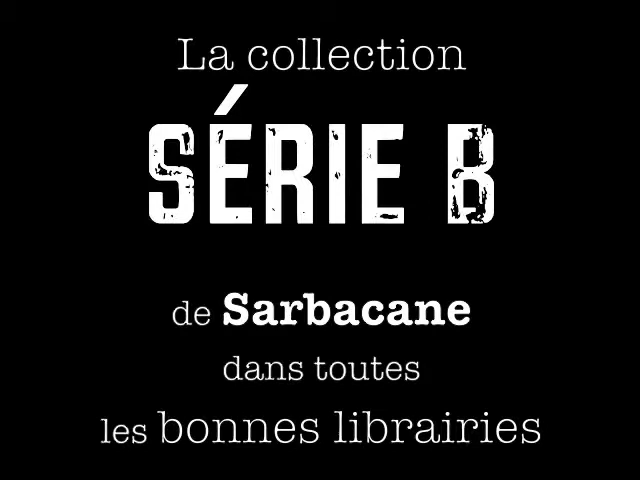 La collection
SÉRIE B
de Sarbacane
dans toutes
les bonnes librairies